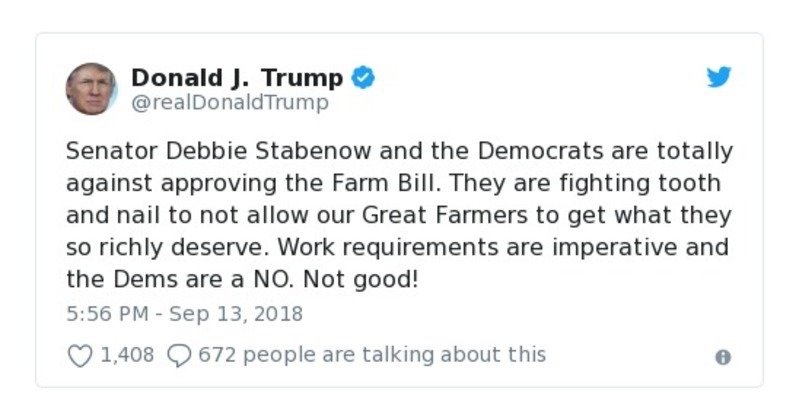 Donald J. Trump
@realDonaldTrump
Senator Debbie Stabenow and the Democrats are totally
against approving the Farm Bill. They are fighting tooth
and nail to not allow our Great Farmers to get what they
so richly deserve. Work requirements are imperative and
the Dems are a NO. Not good!
5:56 PM - Sep 13, 2018
1,408 672 people are talking about this